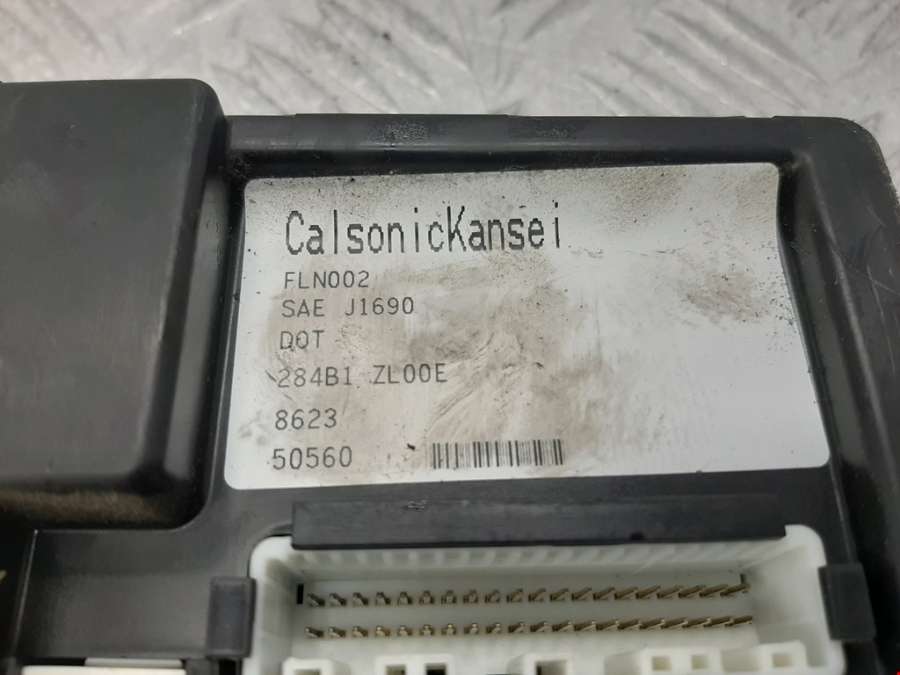 CalsonicKansei
FLN002
SAE J1690
DOT
284B1 ZL00E
8623
50560